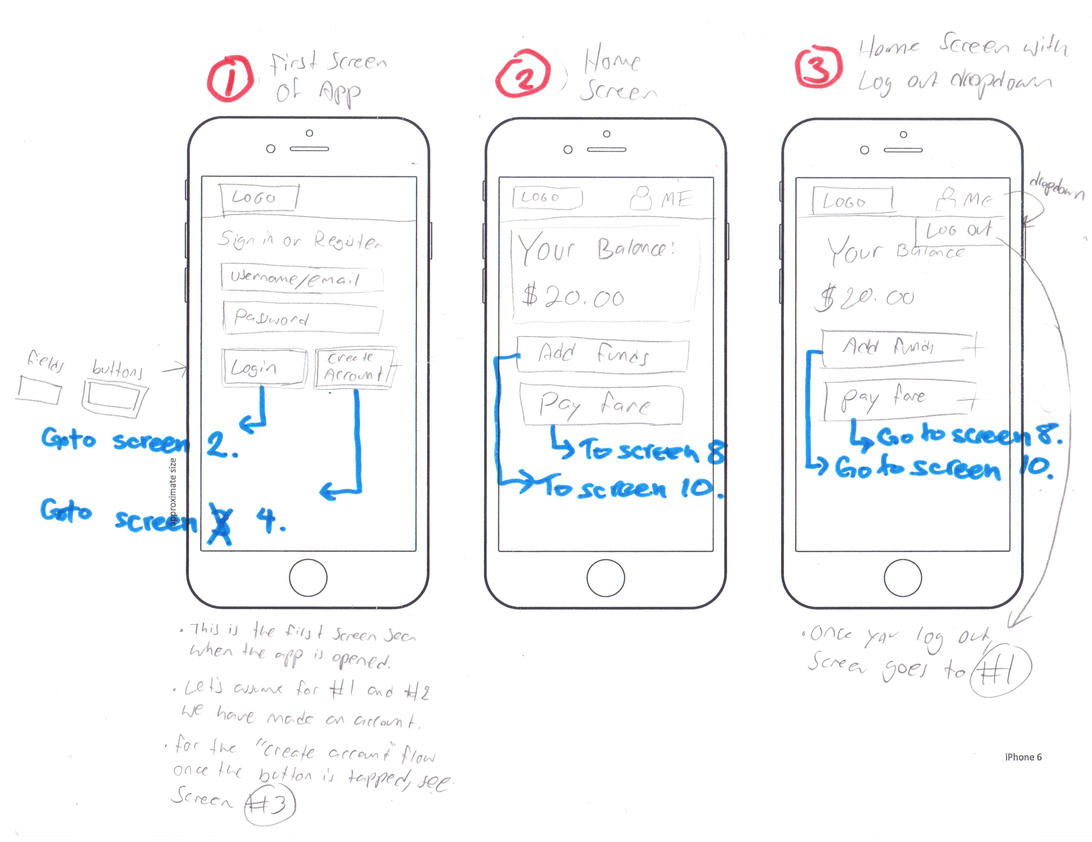 1
First Screen
Of App
LOGO
Sign in or Register
username/email
Password
Login
Create
Account
fields
buttons
Go to screen 2.
Go to screen 4.
approximate size
• This is the first screen seen
when the app is opened.
• Let's assume for #1 and #2
we have made an account.
• for the "create account" flow
once the button is tapped, see
Screen #3
2
Home
Screen
LOGO
ME
Your Balance:
$20.00
Add funds
Pay fare
To screen 8
To screen 10.
3
Home Screen with
Log out dropdown
LOGO
ME
dropdown
Log out
Your Balance
$20.00
Add funds
pay fare
Go to screen 8.
Go to screen 10.
• Once you log out,
Screen goes to #1
iPhone 6